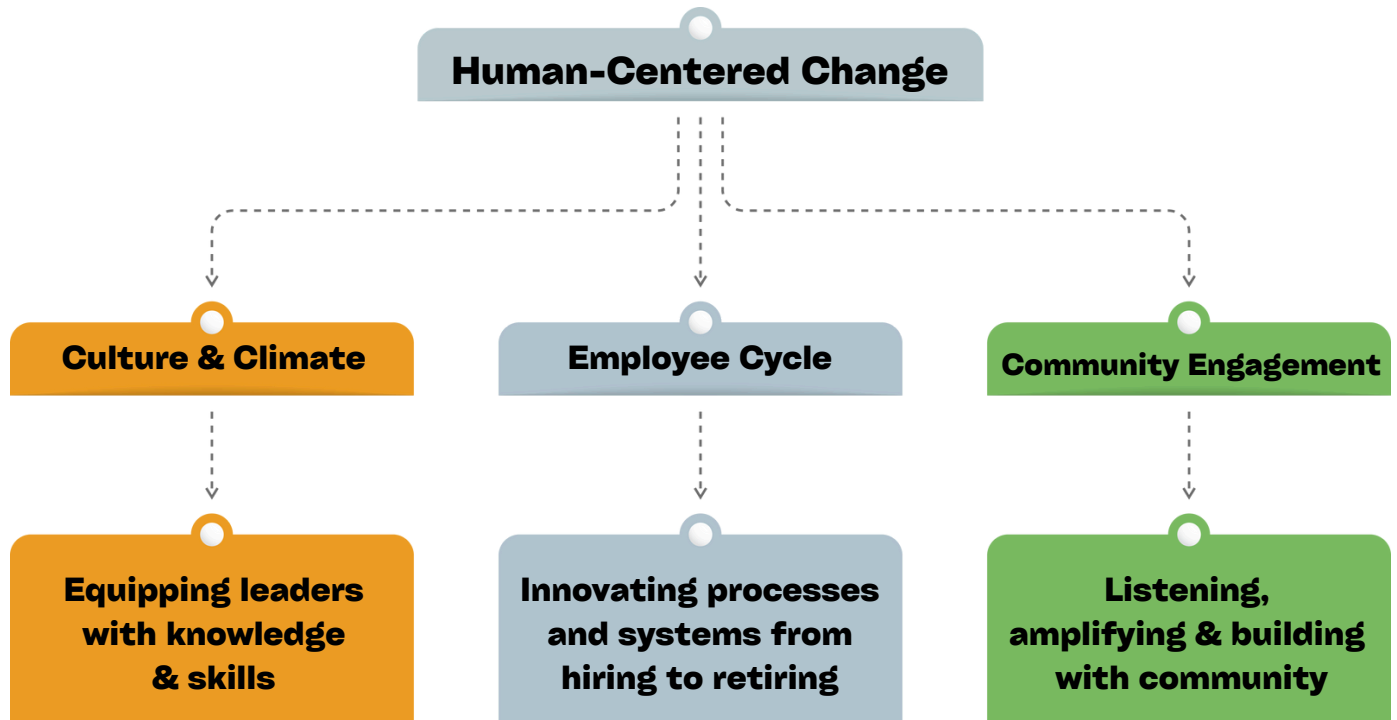 Human-Centered Change
Culture & Climate
Employee Cycle
Community Engagement
Equipping leaders
with knowledge
& skills
Innovating processes
and systems from
hiring to retiring
Listening,
amplifying & building
with community